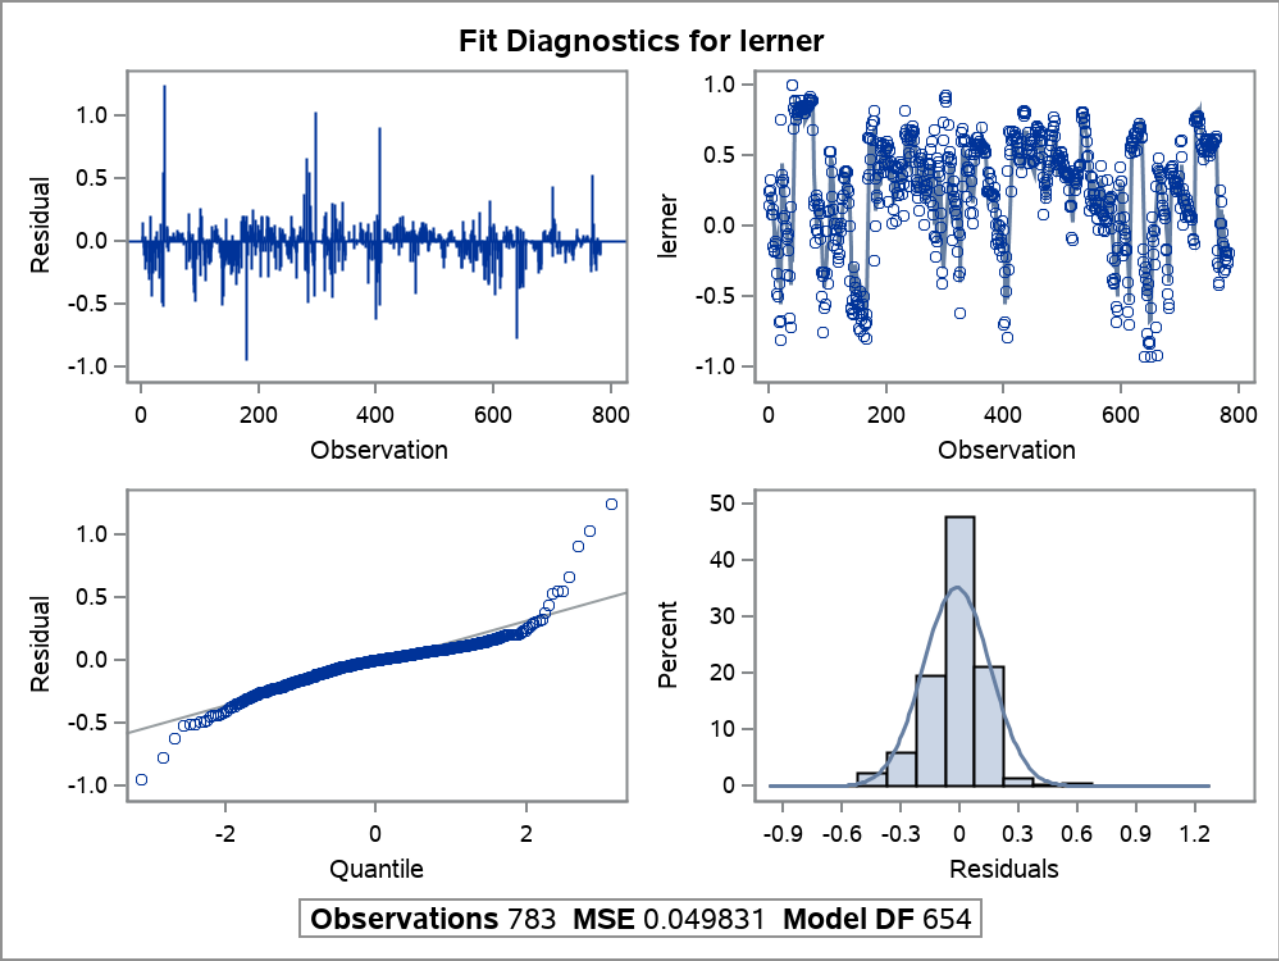 Fit Diagnostics for lerner
Residual
1.0
0.5
0.0
-0.5
-1.0
0 200 400 600 800
Observation
lerner
1.0
0.5
0.0
-0.5
-1.0
0 200 400 600 800
Observation
Residual
1.0
0.5
0.0
-0.5
-1.0
-2 0 2
Quantile
Percent
50
40
30
20
10
0
-0.9 -0.6 -0.3 0 0.3 0.6 0.9 1.2
Residuals
Observations 783 MSE 0.049831 Model DF 654